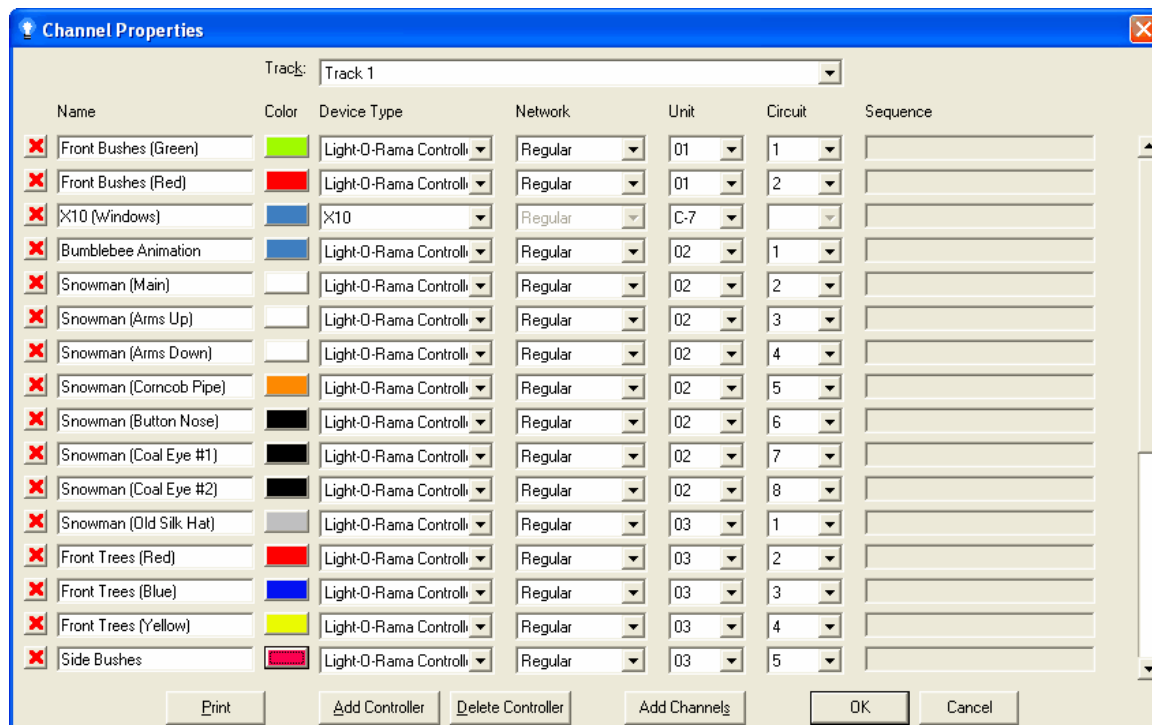 Channel Properties
Track: Track 1
Name Color Device Type Network Unit Circuit Sequence
Front Bushes (Green) Light-O-Rama Controll Regular 01 1
Front Bushes (Red) Light-O-Rama Controll Regular 01 2
X10 (Windows) X10 Regular C-7
Bumblebee Animation Light-O-Rama Controll Regular 02 1
Snowman (Main) Light-O-Rama Controll Regular 02 2
Snowman (Arms Up) Light-O-Rama Controll Regular 02 3
Snowman (Arms Down) Light-O-Rama Controll Regular 02 4
Snowman (Corncob Pipe) Light-O-Rama Controll Regular 02 5
Snowman (Button Nose) Light-O-Rama Controll Regular 02 6
Snowman (Coal Eye #1) Light-O-Rama Controll Regular 02 7
Snowman (Coal Eye #2) Light-O-Rama Controll Regular 02 8
Snowman (Old Silk Hat) Light-O-Rama Controll Regular 03 1
Front Trees (Red) Light-O-Rama Controll Regular 03 2
Front Trees (Blue) Light-O-Rama Controll Regular 03 3
Front Trees (Yellow) Light-O-Rama Controll Regular 03 4
Side Bushes Light-O-Rama Controll Regular 03 5
Print Add Controller Delete Controller Add Channels OK Cancel